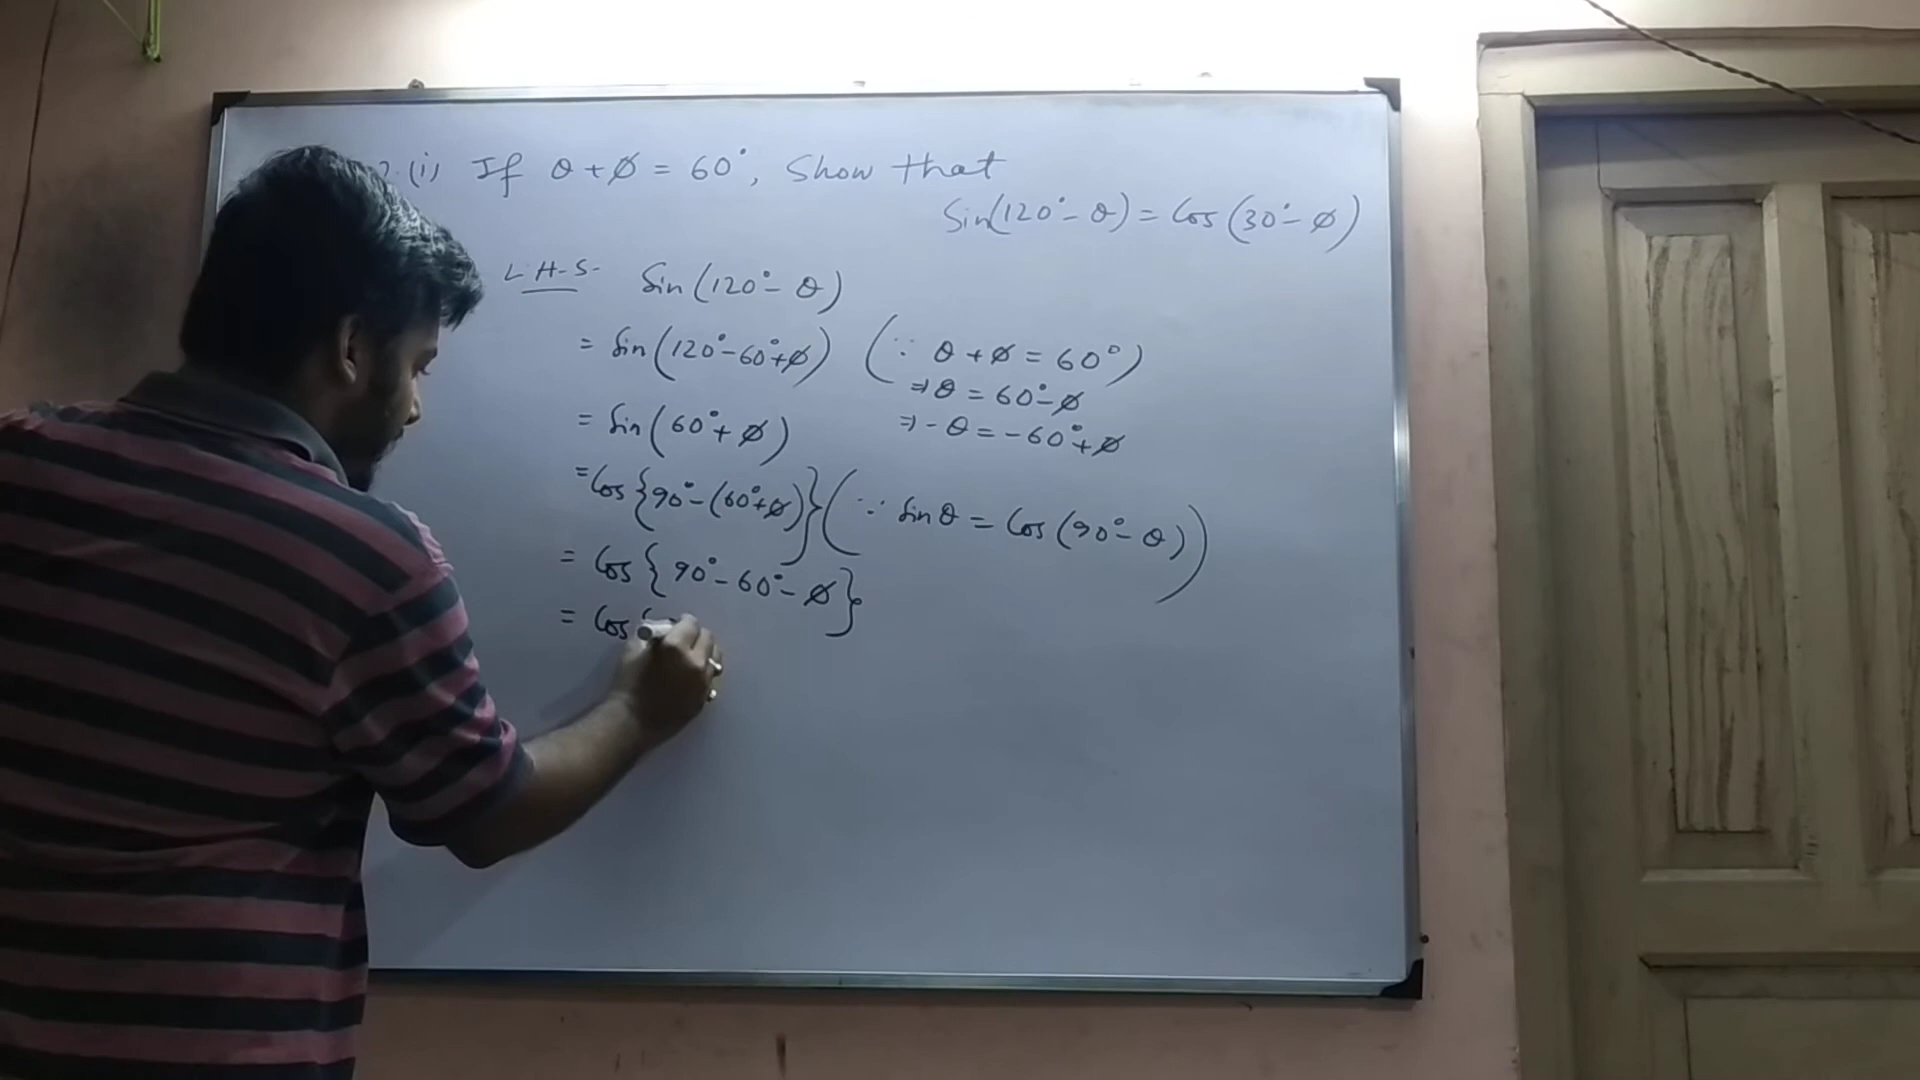 2.(i) If θ + ϕ = 60°, Show that
Sin(120° - θ) = Cos(30° - ϕ)
L.H.S. Sin(120° - θ)
= Sin(120° - 60° + ϕ) (∵ θ + ϕ = 60°)
⇒ θ = 60° - ϕ
= Sin(60° + ϕ) ⇒ -θ = -60° + ϕ
= Cos{90° - (60° + ϕ)} (∵ Sin θ = Cos(90° - θ))
= Cos{90° - 60° - ϕ}
= Cos(